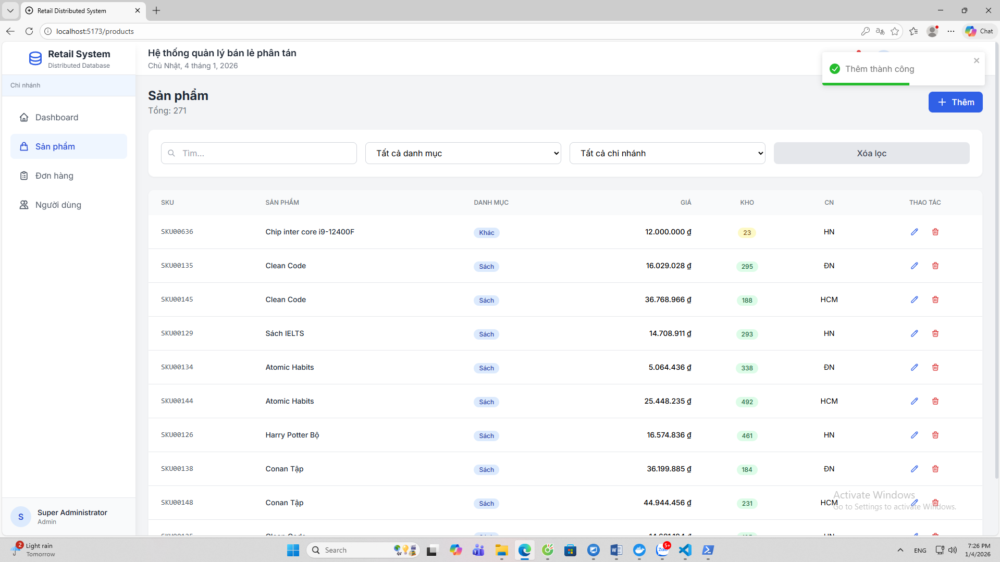 Retail Distributed System
localhost:5173/products
Chat
Retail System
Distributed Database
Chi nhánh
Dashboard
Sản phẩm
Đơn hàng
Người dùng
Super Administrator
S
Admin
Hệ thống quản lý bán lẻ phân tán
Chủ Nhật, 4 tháng 1, 2026
Thêm thành công
Sản phẩm
Tổng: 271
Thêm
Tìm...
Tất cả danh mục
Tất cả chi nhánh
Xóa lọc
SKU SẢN PHẨM DANH MỤC GIÁ KHO CN THAO TÁC
SKU00636 Chip inter core i9-12400F Khác 12.000.000 ₫ 23 HN
SKU00135 Clean Code Sách 16.029.028 ₫ 295 ĐN
SKU00145 Clean Code Sách 36.768.966 ₫ 188 HCM
SKU00129 Sách IELTS Sách 14.708.911 ₫ 293 HN
SKU00134 Atomic Habits Sách 5.064.436 ₫ 338 ĐN
SKU00144 Atomic Habits Sách 25.448.235 ₫ 492 HCM
SKU00126 Harry Potter Bộ Sách 16.574.836 ₫ 461 HN
SKU00138 Conan Tập Sách 36.199.885 ₫ 184 ĐN
SKU00148 Conan Tập Sách 44.944.456 ₫ 231 HCM
Activate Windows
Go to Settings to activate Windows.
2
Light rain
Tomorrow
Search
Zalo
5+
ENG
7:26 PM
1/4/2026